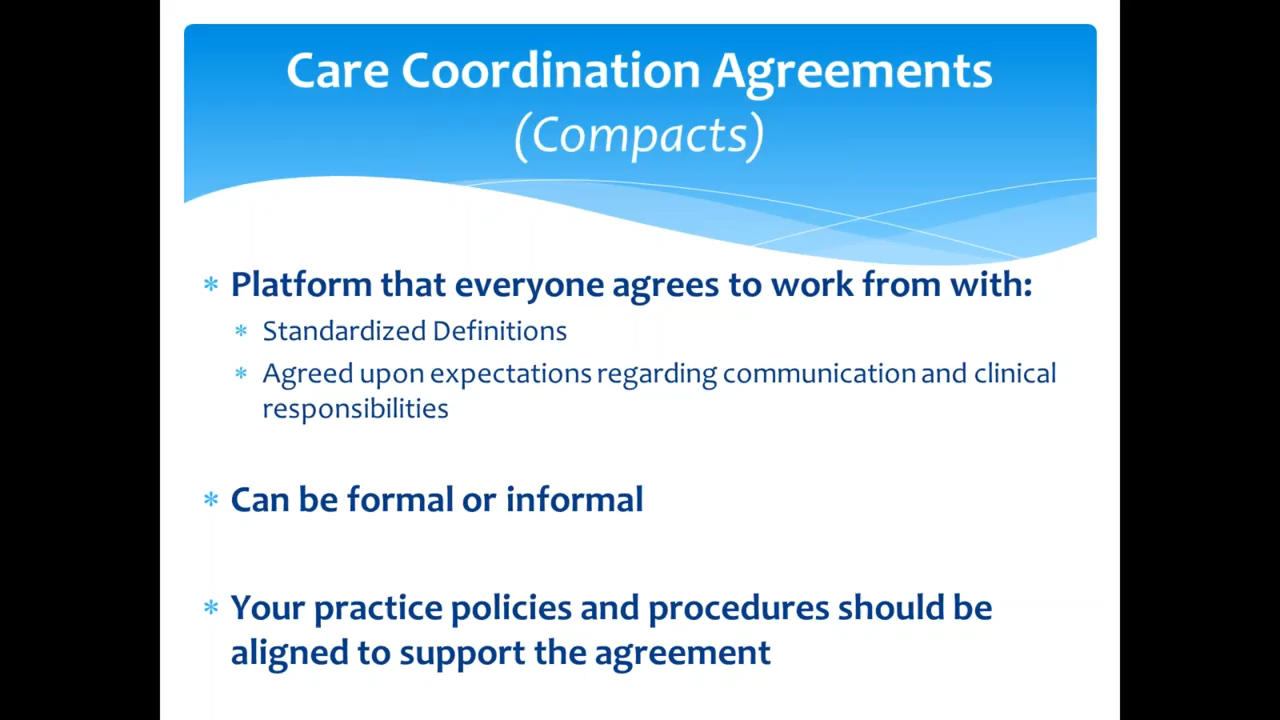 Care Coordination Agreements
(Compacts)
* Platform that everyone agrees to work from with:
* Standardized Definitions
* Agreed upon expectations regarding communication and clinical
responsibilities
* Can be formal or informal
* Your practice policies and procedures should be
aligned to support the agreement